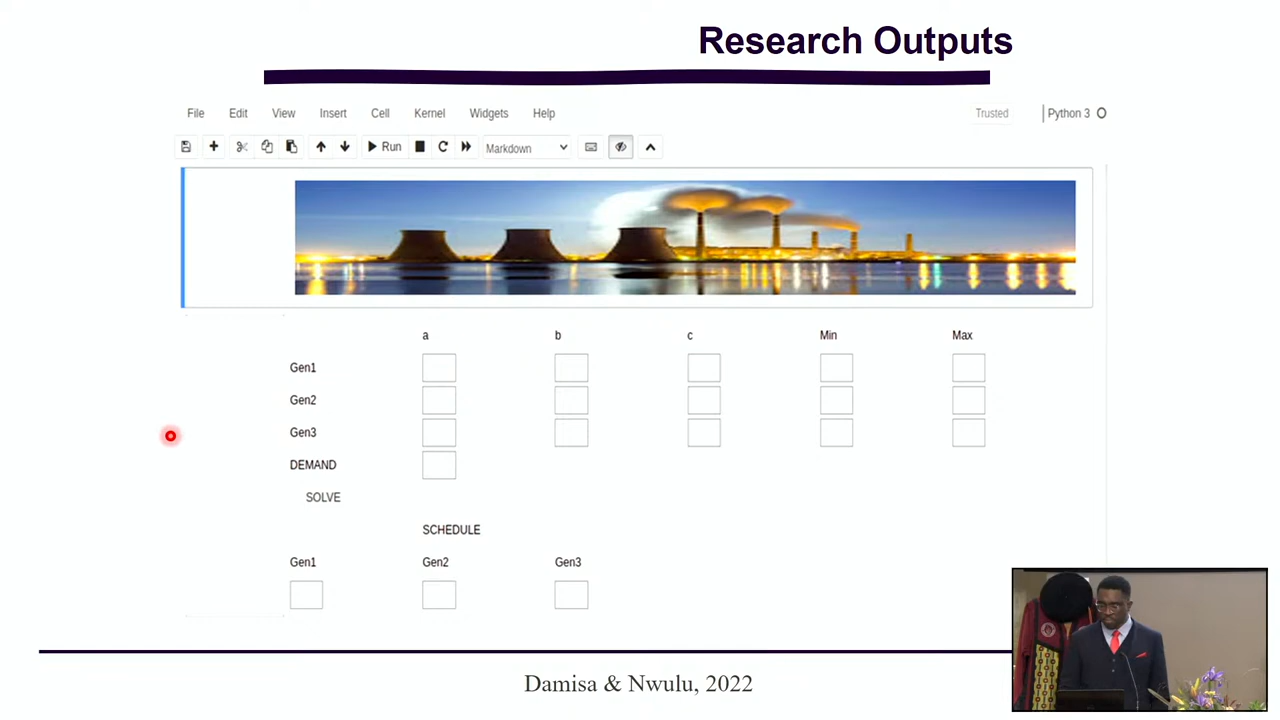 Research Outputs
File Edit View Insert Cell Kernel Widgets Help Trusted Python 3
Run Markdown
a b c Min Max
Gen1
Gen2
Gen3
DEMAND
SOLVE
SCHEDULE
Gen1 Gen2 Gen3
Damisa & Nwulu, 2022